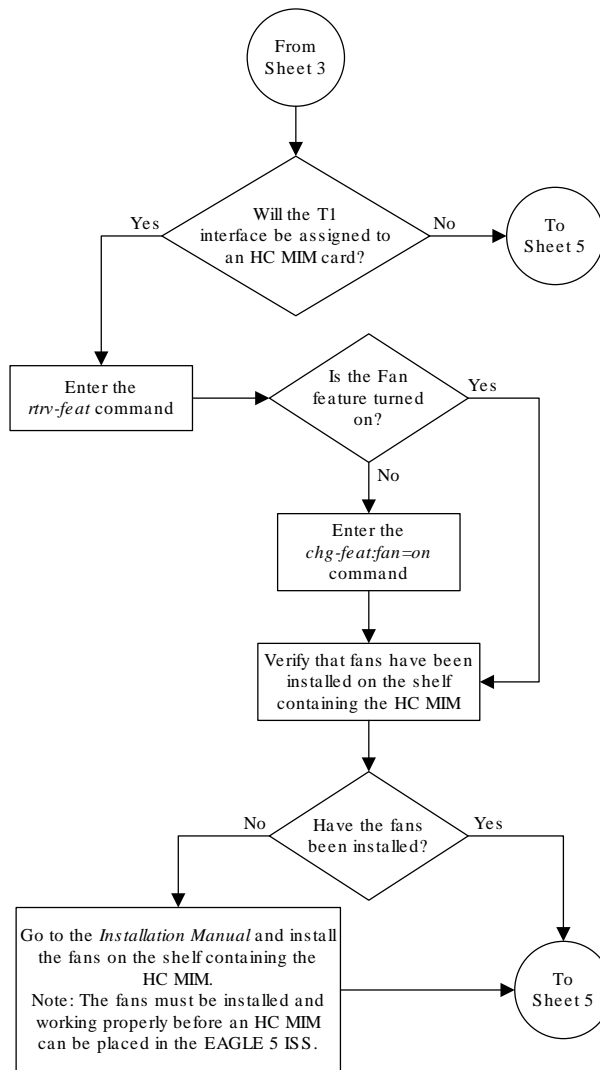 From
Sheet 3
Will the T1
interface be assigned to
an HC MIM card?
Yes
No
To
Sheet 5
Enter the
rtrv-feat command
Is the Fan
feature turned
on?
Yes
No
Enter the
chg-feat:fan=on
command
Verify that fans have been
installed on the shelf
containing the HC MIM
Have the fans
been installed?
No
Yes
Go to the Installation Manual and install
the fans on the shelf containing the
HC MIM.
Note: The fans must be installed and
working properly before an HC MIM
can be placed in the EAGLE 5 ISS.
To
Sheet 5